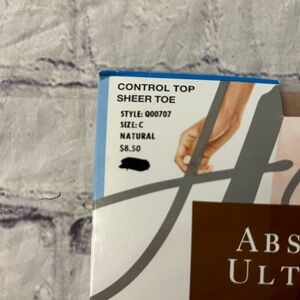 CONTROL TOP
SHEER TOE
STYLE: Q00707
SIZE: C
NATURAL
$8.50
ABS
ULT